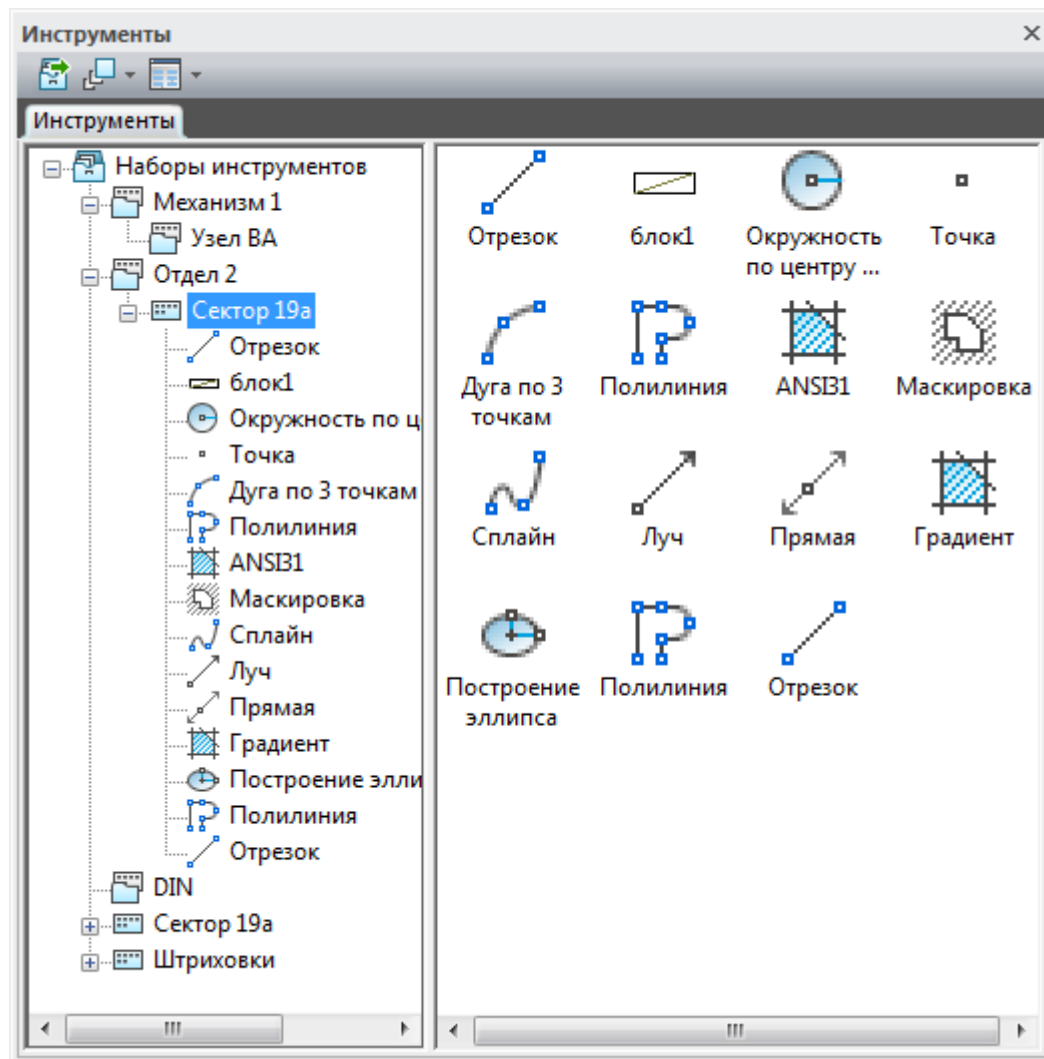 Инструменты
Инструменты
Наборы инструментов
Механизм 1
Узел ВА
Отдел 2
Сектор 19а
Отрезок
блок1
Окружность по ц
Точка
Дуга по 3 точкам
Полилиния
ANSI31
Маскировка
Сплайн
Луч
Прямая
Градиент
Построение элли
Полилиния
Отрезок
DIN
Сектор 19а
Штриховки
Отрезок блок1 Окружность Точка
по центру ...
Дуга по 3 Полилиния ANSI31 Маскировка
точкам
Сплайн Луч Прямая Градиент
Построение Полилиния Отрезок
эллипса